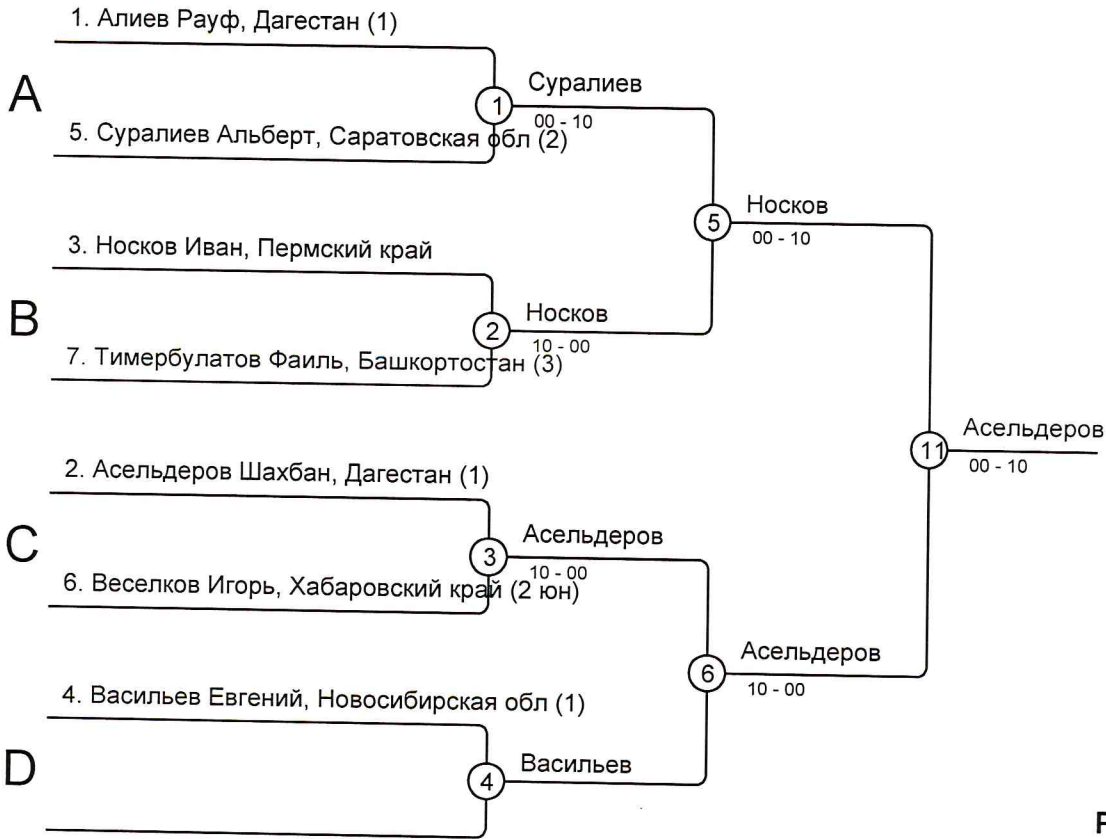 1. Алиев Рауф, Дагестан (1)
A
1
Суралиев
00 - 10
5. Суралиев Альберт, Саратовская обл (2)
5
Носков
00 - 10
3. Носков Иван, Пермский край
B
2
Носков
10 - 00
7. Тимербулатов Фаиль, Башкортостан (3)
11
Асельдеров
00 - 10
2. Асельдеров Шахбан, Дагестан (1)
C
3
Асельдеров
10 - 00
6. Веселков Игорь, Хабаровский край (2 юн)
6
Асельдеров
10 - 00
4. Васильев Евгений, Новосибирская обл (1)
D
4
Васильев